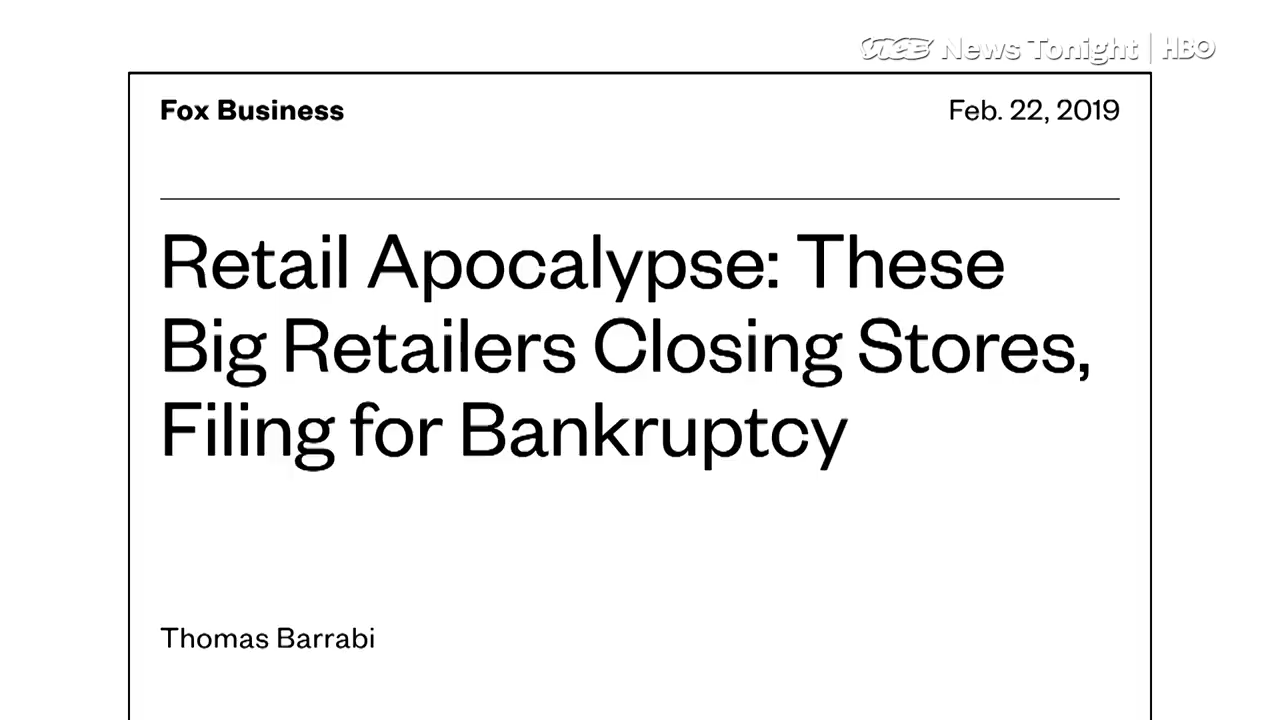 VICE News Tonight | HBO
Fox Business
Feb. 22, 2019
Retail Apocalypse: These
Big Retailers Closing Stores,
Filing for Bankruptcy
Thomas Barrabi